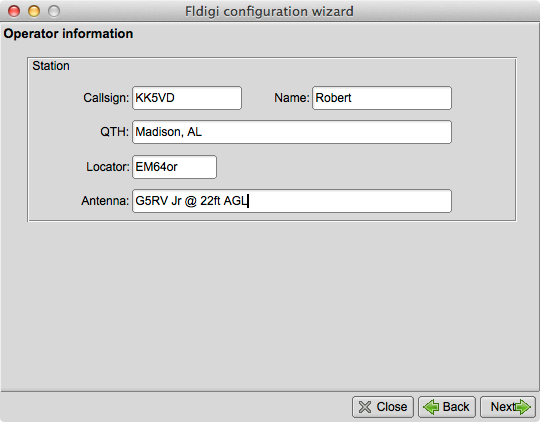 Fldigi configuration wizard
Operator information
Station
Callsign: KK5VD Name: Robert
QTH: Madison, AL
Locator: EM64or
Antenna: G5RV Jr @ 22ft AGL
Close Back Next